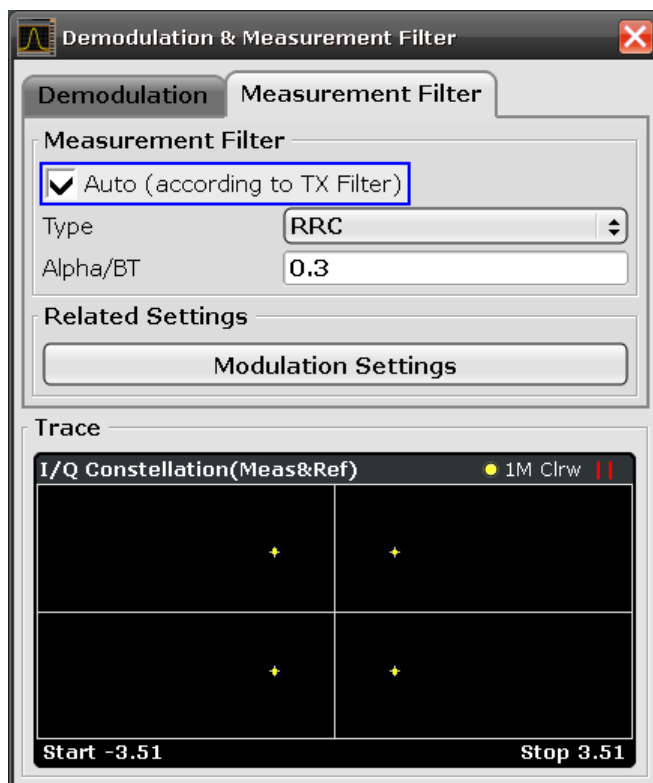 Demodulation & Measurement Filter
Demodulation Measurement Filter
Measurement Filter
Auto (according to TX Filter)
Type RRC
Alpha/BT 0.3
Related Settings
Modulation Settings
Trace
I/Q Constellation(Meas&Ref) 1M Clrw
Start -3.51 Stop 3.51